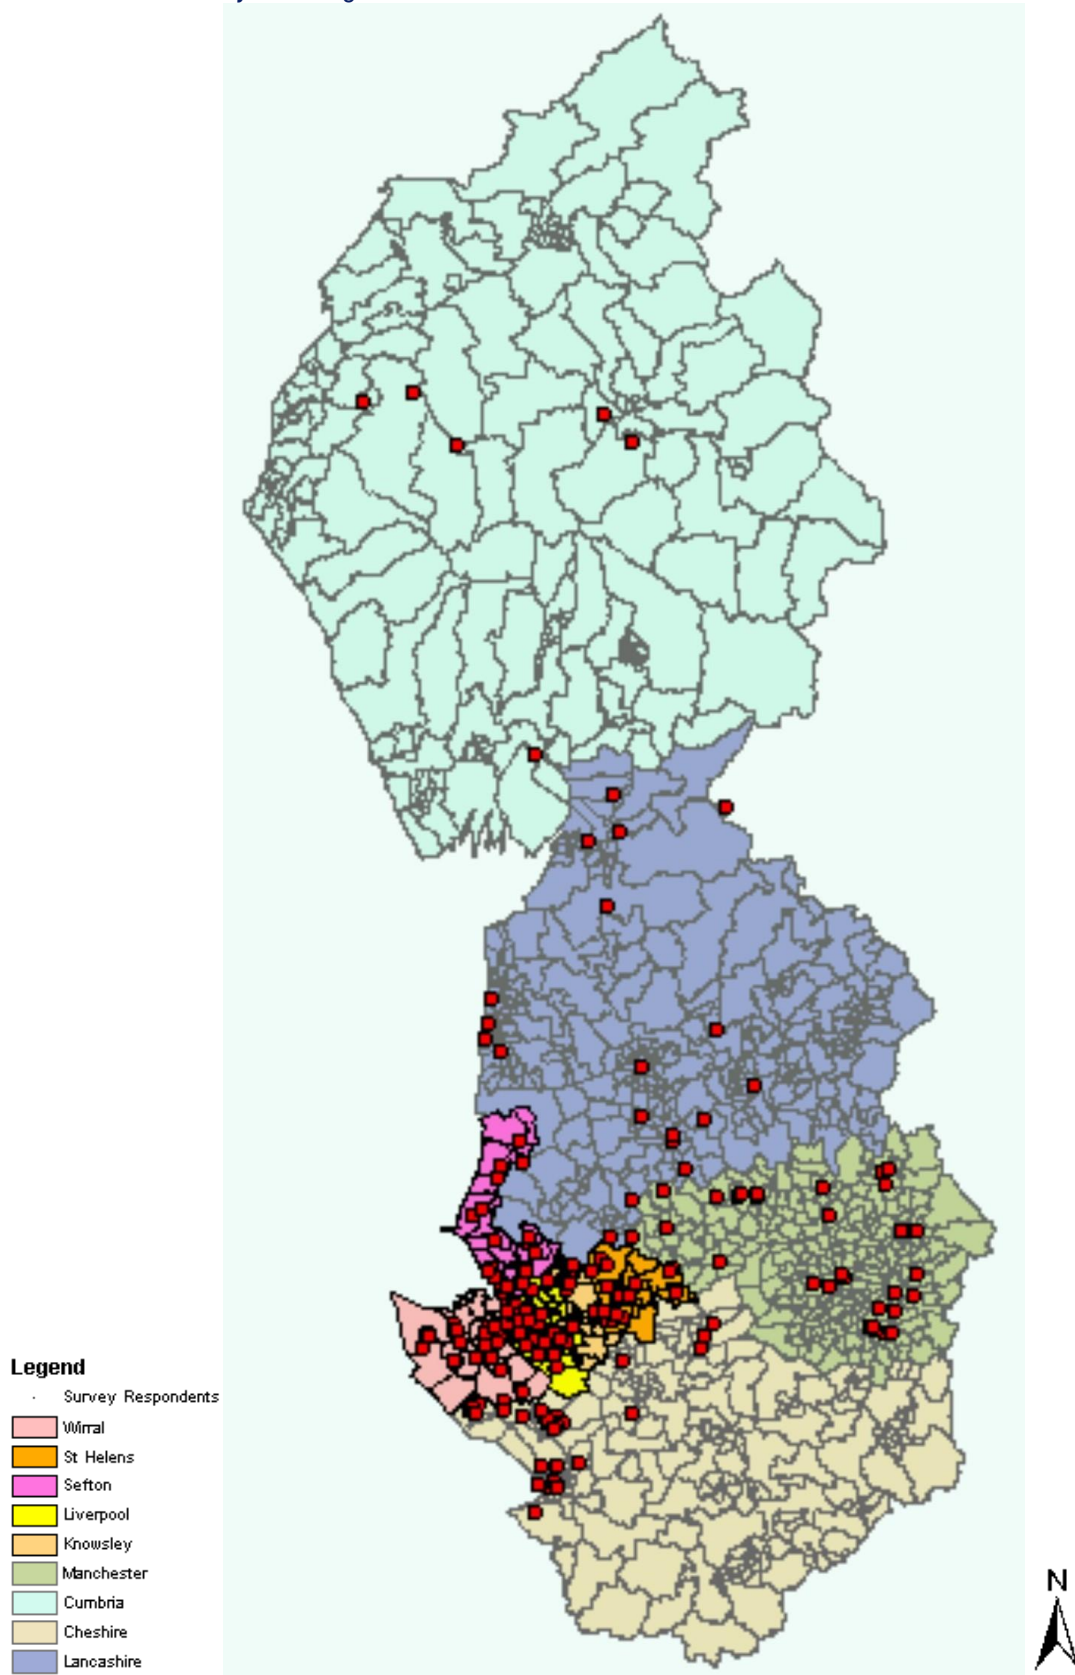 Legend
Survey Respondents
Wirral
St Helens
Sefton
Liverpool
Knowsley
Manchester
Cumbria
Cheshire
Lancashire
N